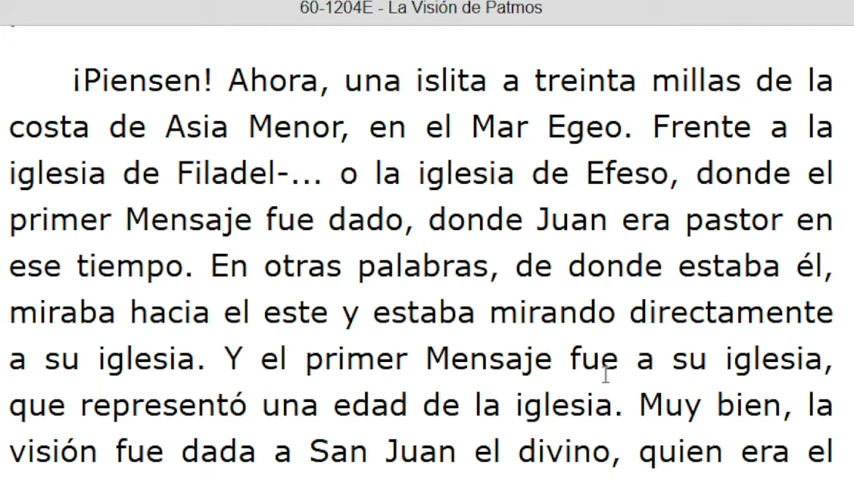 60-1204E - La Visión de Patmos
¡Piensen! Ahora, una islita a treinta millas de la
costa de Asia Menor, en el Mar Egeo. Frente a la
iglesia de Filadel-... o la iglesia de Efeso, donde el
primer Mensaje fue dado, donde Juan era pastor en
ese tiempo. En otras palabras, de donde estaba él,
miraba hacia el este y estaba mirando directamente
a su iglesia. Y el primer Mensaje fue a su iglesia,
que representó una edad de la iglesia. Muy bien, la
visión fue dada a San Juan el divino, quien era el